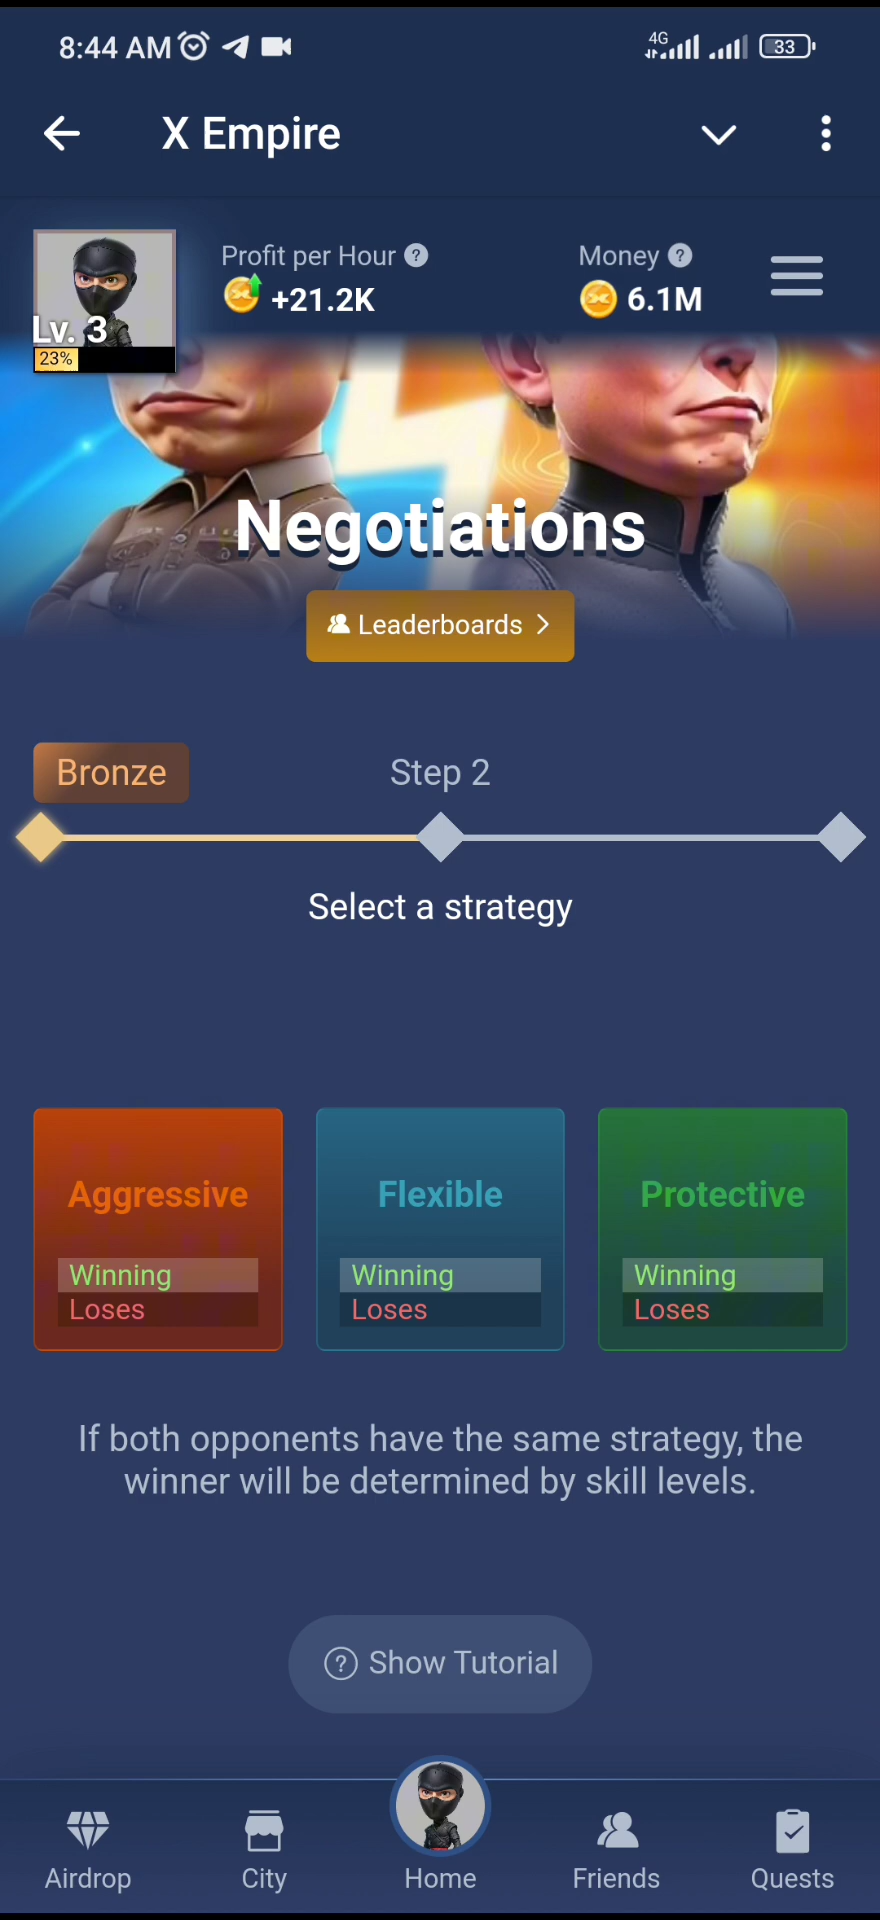 8:44 AM
4G
33
X Empire
Profit per Hour ?
Money ?
+21.2K
6.1M
Lv. 3
23%
Negotiations
Leaderboards
Bronze
Step 2
Select a strategy
Aggressive
Winning
Loses
Flexible
Winning
Loses
Protective
Winning
Loses
If both opponents have the same strategy, the
winner will be determined by skill levels.
? Show Tutorial
Airdrop
City
Home
Friends
Quests